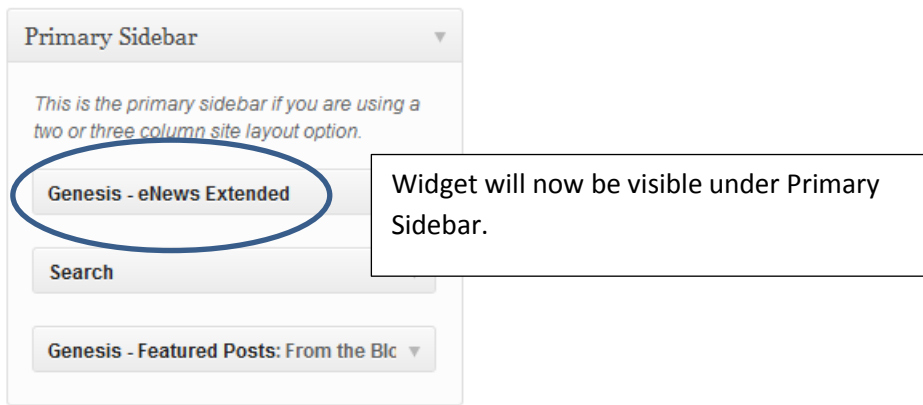 Primary Sidebar
This is the primary sidebar if you are using a
two or three column site layout option.
Genesis - eNews Extended
Widget will now be visible under Primary
Sidebar.
Search
Genesis - Featured Posts: From the Blc